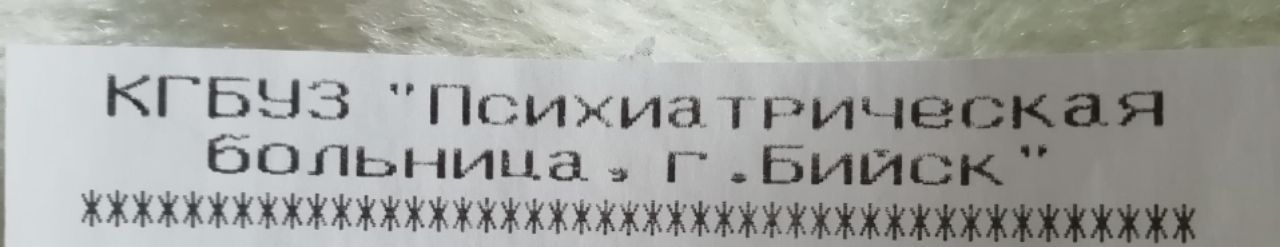 КГБУЗ "Психиатрическая
больница, г.Бийск"
********************************************